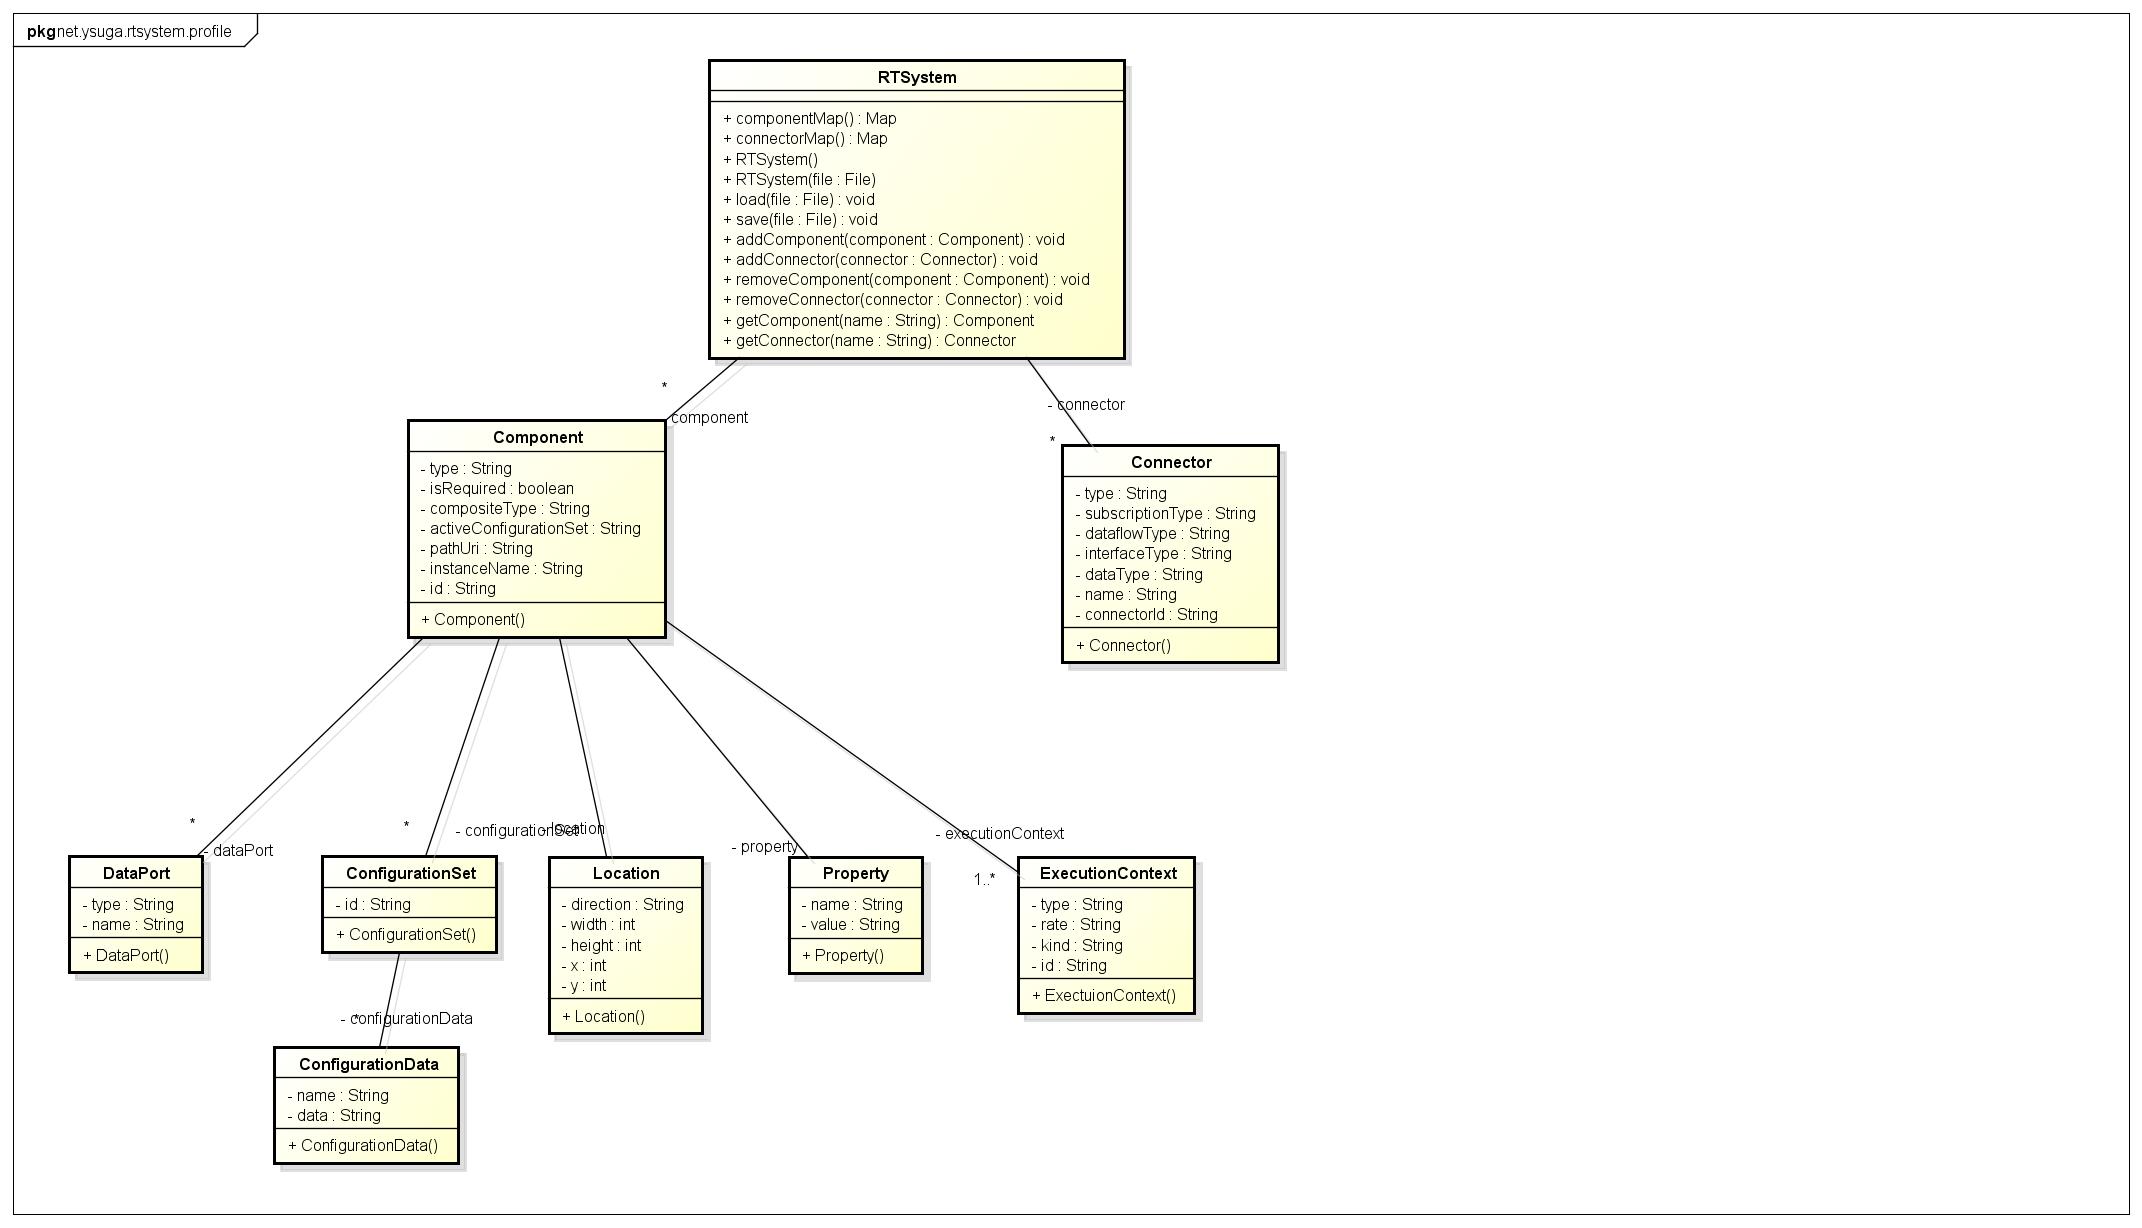 pkg net.ysuga.rtsystem.profile
RTSystem
+ componentMap() : Map
+ connectorMap() : Map
+ RTSystem()
+ RTSystem(file : File)
+ load(file : File) : void
+ save(file : File) : void
+ addComponent(component : Component) : void
+ addConnector(connector : Connector) : void
+ removeComponent(component : Component) : void
+ removeConnector(connector : Connector) : void
+ getComponent(name : String) : Component
+ getConnector(name : String) : Connector
*
component
- connector
*
Component
- type : String
- isRequired : boolean
- compositeType : String
- activeConfigurationSet : String
- pathUri : String
- instanceName : String
- id : String
+ Component()
Connector
- type : String
- subscriptionType : String
- dataflowType : String
- interfaceType : String
- dataType : String
- name : String
- connectorId : String
+ Connector()
*
- dataPort
*
- configurationSet
- location
- property
- executionContext
1..*
DataPort
- type : String
- name : String
+ DataPort()
ConfigurationSet
- id : String
+ ConfigurationSet()
Location
- direction : String
- width : int
- height : int
- x : int
- y : int
+ Location()
Property
- name : String
- value : String
+ Property()
ExecutionContext
- type : String
- rate : String
- kind : String
- id : String
+ ExectuionContext()
- configurationData
*
ConfigurationData
- name : String
- data : String
+ ConfigurationData()